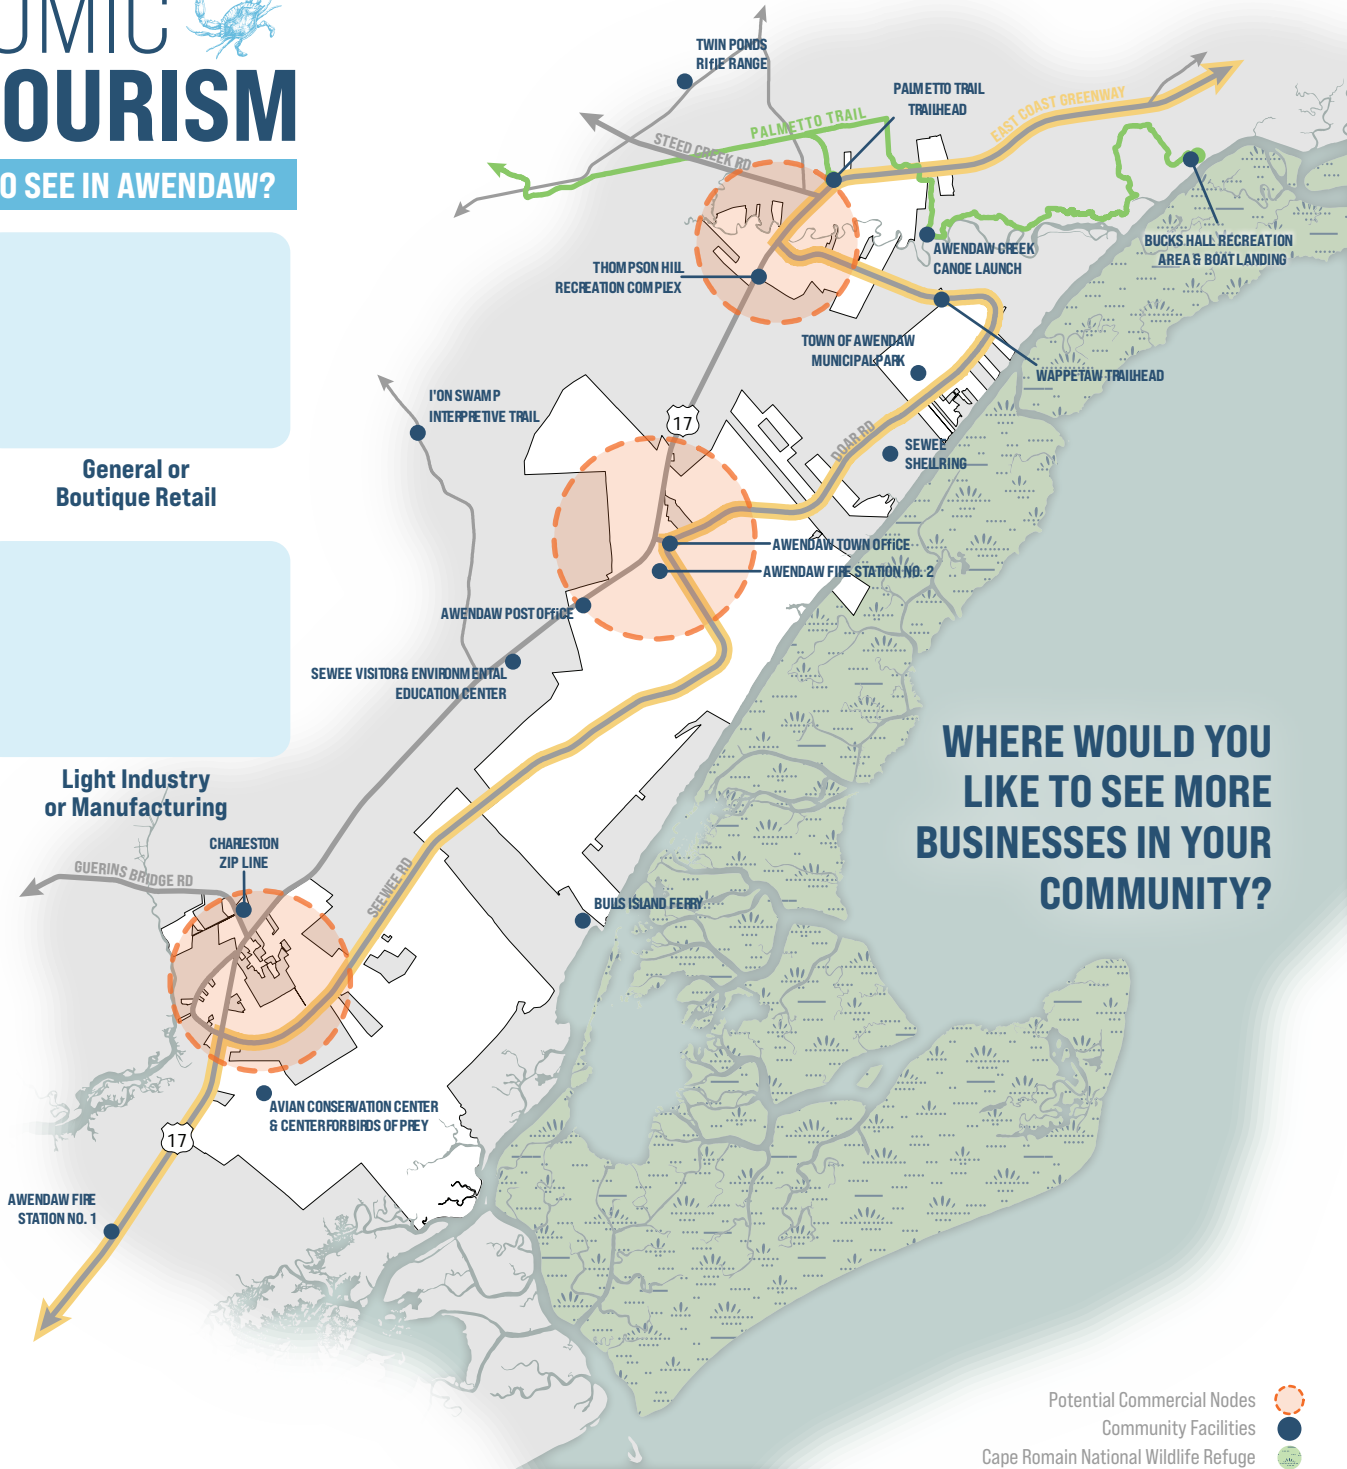 OMIC
OURISM
O SEE IN AWENDAW?
General or
Boutique Retail
Light Industry
or Manufacturing
TWIN PONDS
RIflE RANGE
PALMETTO TRAIL
TRAILHEAD
EAST COAST GREENWAY
PALMETTO TRAIL
STEED CREEK RD
AWENDAW CREEK
CANOE LAUNCH
BUCKS HALL RECREATION
AREA & BOAT LANDING
THOMPSON HILL
RECREATION COMPLEX
TOWN OF AWENDAW
MUNICIPAL PARK
WAPPETAW TRAILHEAD
I'ON SWAMP
INTERPRETIVE TRAIL
17
DOAR RD
SEWEE
SHELLRING
AWENDAW TOWN OFfiCE
AWENDAW FIRE STATION NO. 2
AWENDAW POST OFfiCE
SEWEE VISITOR & ENVIRONMENTAL
EDUCATION CENTER
WHERE WOULD YOU
LIKE TO SEE MORE
BUSINESSES IN YOUR
COMMUNITY?
CHARLESTON
ZIP LINE
GUERINS BRIDGE RD
SEEWEE RD
BULLS ISLAND FERRY
AVIAN CONSERVATION CENTER
& CENTER FOR BIRDS OF PREY
17
AWENDAW FIRE
STATION NO. 1
Potential Commercial Nodes
Community Facilities
Cape Romain National Wildlife Refuge